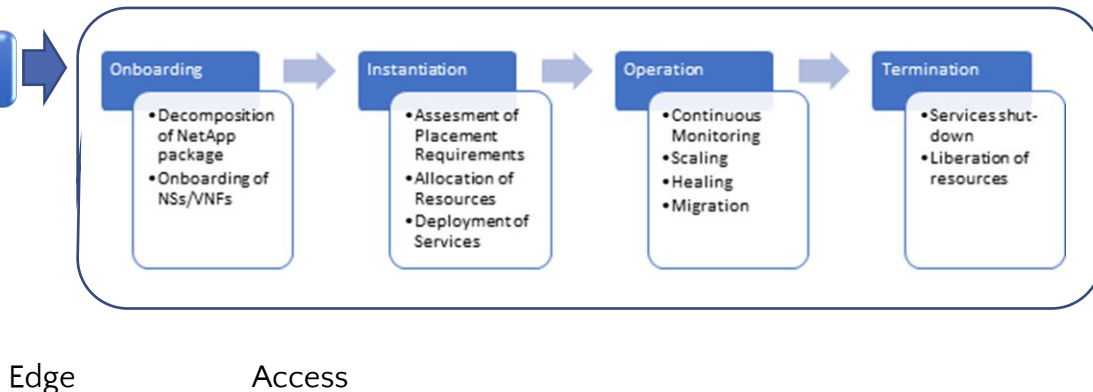 Onboarding
•Decomposition
of NetApp
package
•Onboarding of
NSs/VNFs
Instantiation
•Assesment of
Placement
Requirements
•Allocation of
Resources
•Deployment of
Services
Operation
•Continuous
Monitoring
•Scaling
•Healing
•Migration
Termination
•Services shut-
down
•Liberation of
resources
Edge Access